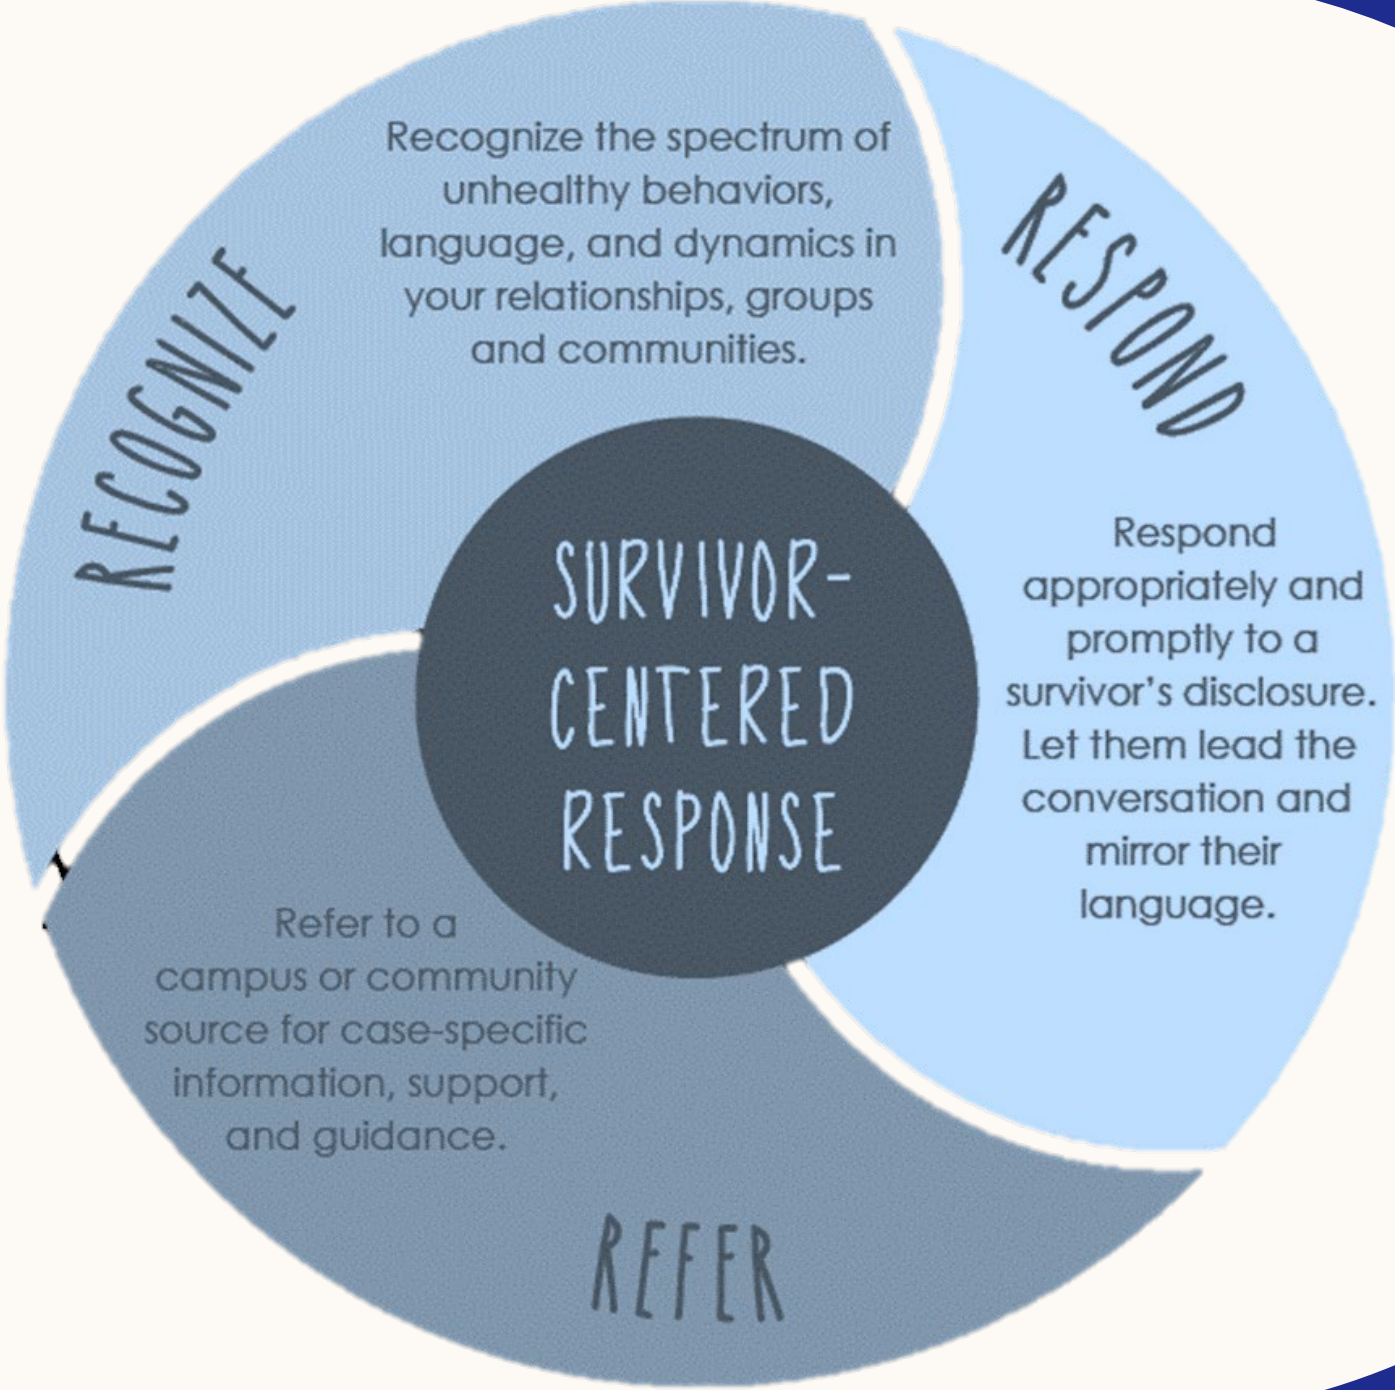 RECOGNIZE
Recognize the spectrum of
unhealthy behaviors,
language, and dynamics in
your relationships, groups
and communities.
RESPOND
Respond
appropriately and
promptly to a
survivor's disclosure.
Let them lead the
conversation and
mirror their
language.
SURVIVOR-
CENTERED
RESPONSE
Refer to a
campus or community
source for case-specific
information, support,
and guidance.
REFER